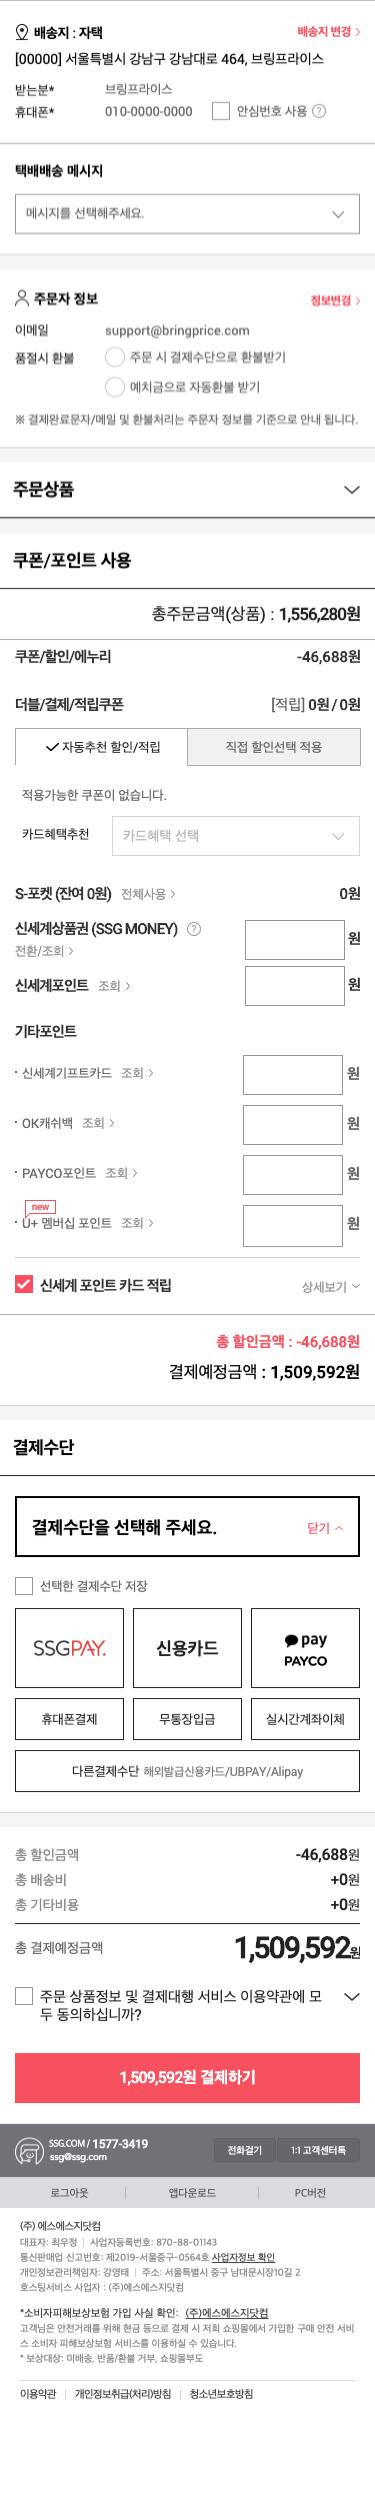 배송지 : 자택
배송지 변경 >
[00000] 서울특별시 강남구 강남대로 464, 브링프라이스
받는분* 브링프라이스
휴대폰* 010-0000-0000 안심번호 사용 ?
택배배송 메시지
메시지를 선택해주세요.
주문자 정보
정보변경 >
이메일 support@bringprice.com
품절시 환불 주문 시 결제수단으로 환불받기
예치금으로 자동환불 받기
※ 결제완료문자/메일 및 환불처리는 주문자 정보를 기준으로 안내 됩니다.
주문상품
쿠폰/포인트 사용
총주문금액(상품) : 1,556,280원
쿠폰/할인/에누리 -46,688원
더블/결제/적립쿠폰 [적립] 0원 / 0원
자동추천 할인/적립 직접 할인선택 적용
적용가능한 쿠폰이 없습니다.
카드혜택추천 카드혜택 선택
S-포켓 (잔여 0원) 전체사용 > 0원
신세계상품권 (SSG MONEY) ? 원
전환/조회 >
신세계포인트 조회 > 원
기타포인트
· 신세계기프트카드 조회 > 원
· OK캐쉬백 조회 > 원
· PAYCO포인트 조회 > 원
new
· U+ 멤버십 포인트 조회 > 원
신세계 포인트 카드 적립 상세보기
총 할인금액 : -46,688원
결제예정금액 : 1,509,592원
결제수단
결제수단을 선택해 주세요. 닫기
선택한 결제수단 저장
SSGPAY. 신용카드 pay
PAYCO
휴대폰결제 무통장입금 실시간계좌이체
다른결제수단 해외발급신용카드/UBPAY/Alipay
총 할인금액 -46,688원
총 배송비 +0원
총 기타비용 +0원
총 결제예정금액 1,509,592원
주문 상품정보 및 결제대행 서비스 이용약관에 모
두 동의하십니까?
1,509,592원 결제하기
SSG.COM / 1577-3419
ssg@ssg.com
전화걸기 1:1 고객센터톡
로그아웃 | 앱다운로드 | PC버전
(주) 에스에스지닷컴
대표자: 최우정 | 사업자등록번호: 870-88-01143
통신판매업 신고번호: 제2019-서울중구-0564호 사업자정보 확인
개인정보관리책임자: 강영태 | 주소: 서울특별시 중구 남대문시장10길 2
호스팅서비스 사업자 : (주)에스에스지닷컴
*소비자피해보상보험 가입 사실 확인: (주)에스에스지닷컴
고객님은 안전거래를 위해 현금 등으로 결제 시 저희 쇼핑몰에서 가입한 구매 안전 서비
스 소비자 피해보상보험 서비스를 이용하실 수 있습니다.
* 보상대상: 미배송, 반품/환불 거부, 쇼핑몰부도
이용약관 | 개인정보취급(처리)방침 | 청소년보호방침